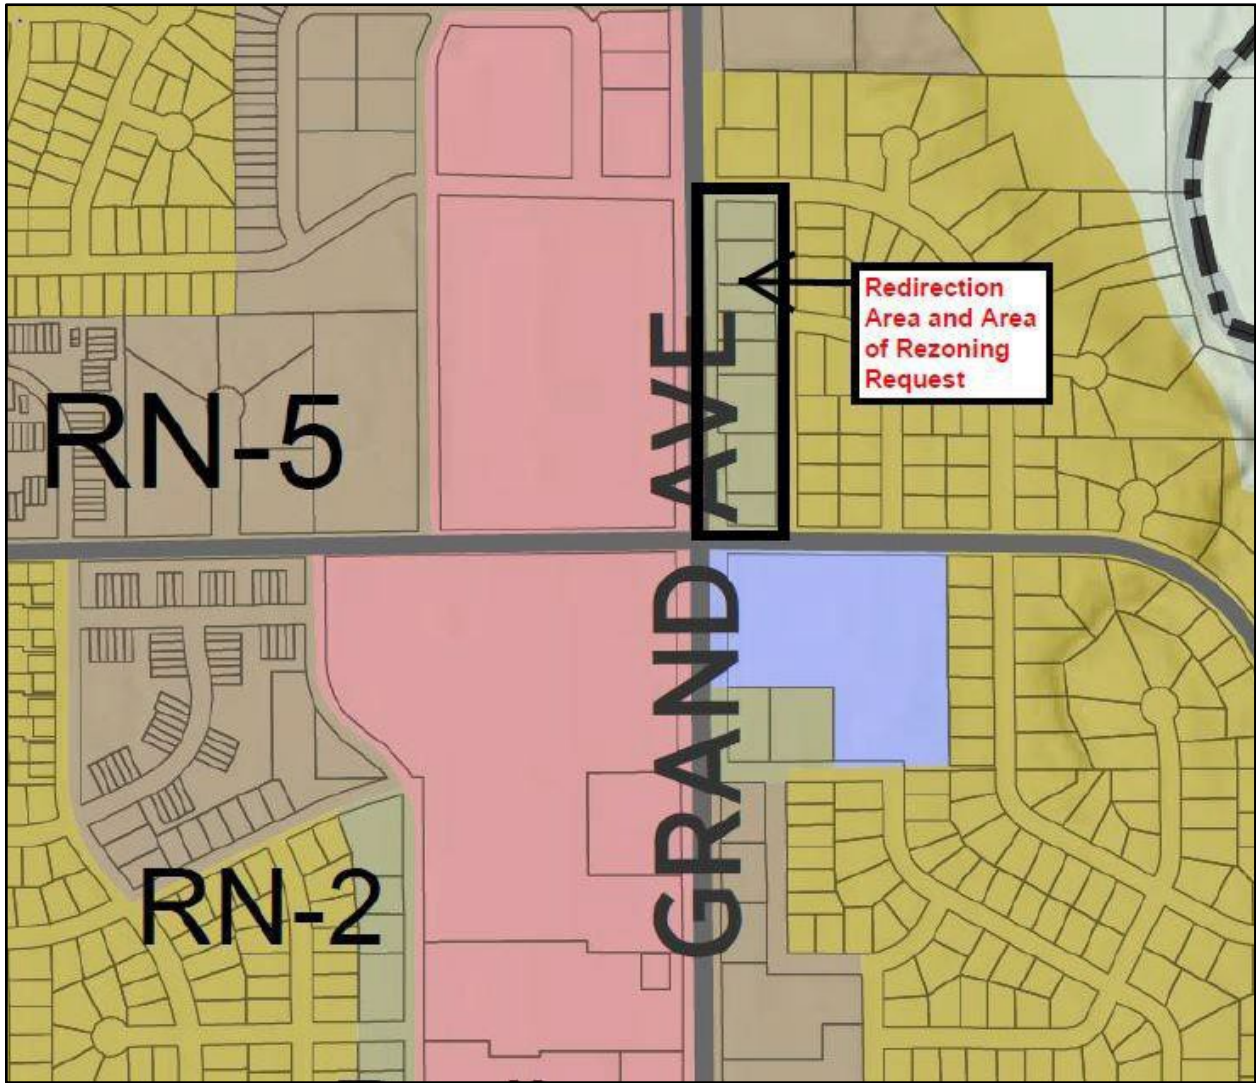 Redirection
Area and Area
of Rezoning
Request
RN-5
GRAND AVE
RN-2